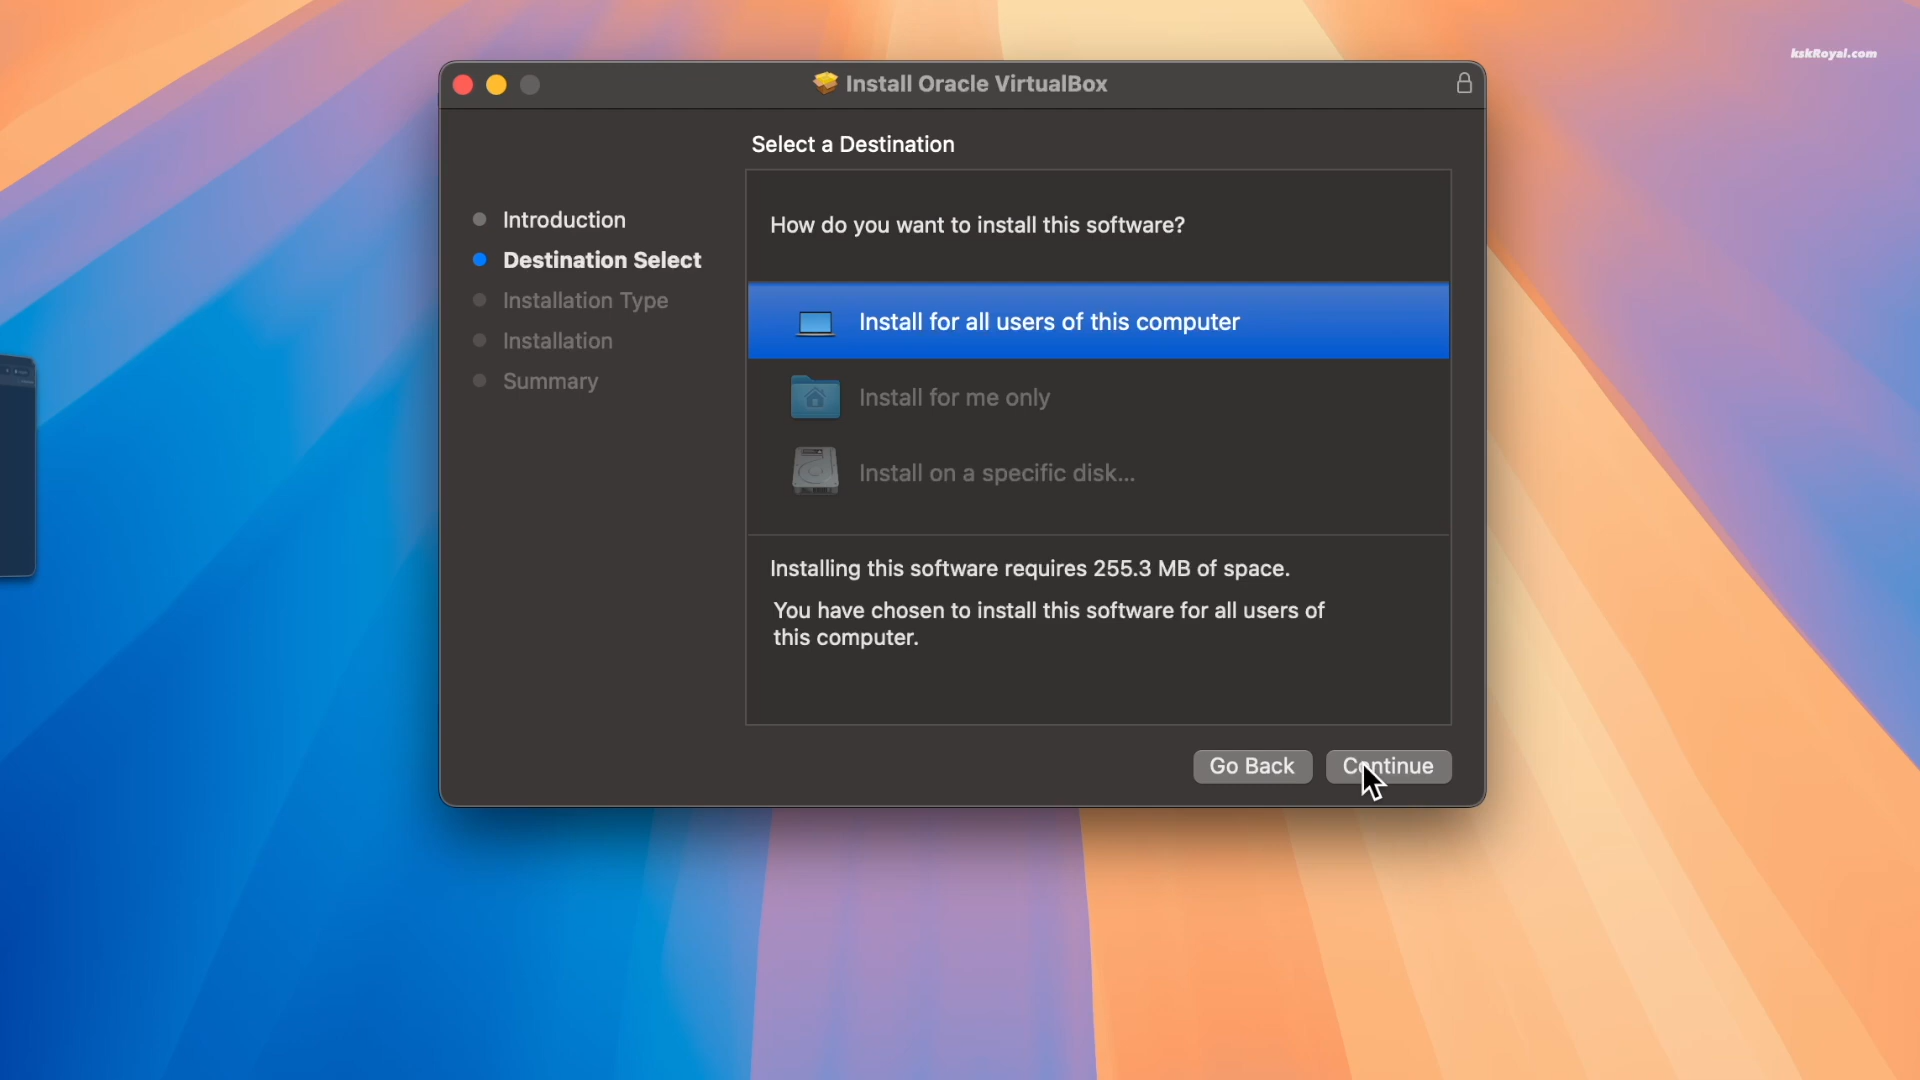 kskRoyal.com
Install Oracle VirtualBox
Select a Destination
Introduction
Destination Select
Installation Type
Installation
Summary
How do you want to install this software?
Install for all users of this computer
Install for me only
Install on a specific disk...
Installing this software requires 255.3 MB of space.
You have chosen to install this software for all users of
this computer.
Go Back
Continue